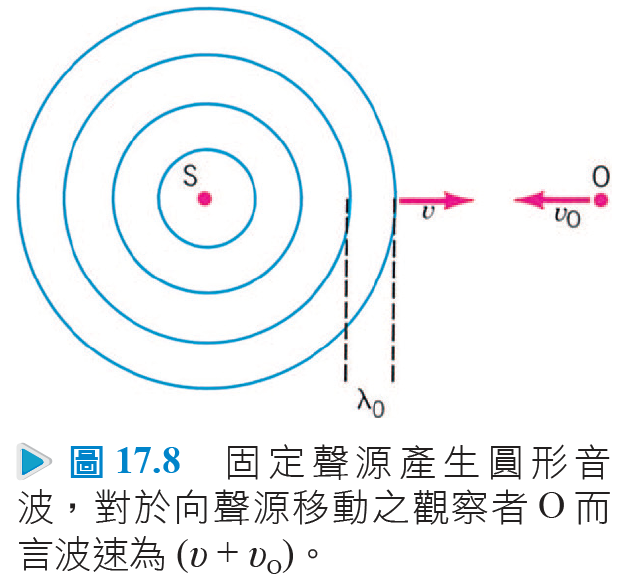 S
O
v
vO
λ0
圖 17.8 固定聲源產生圓形音
波，對於向聲源移動之觀察者 O 而
言波速為 (v + vO)。